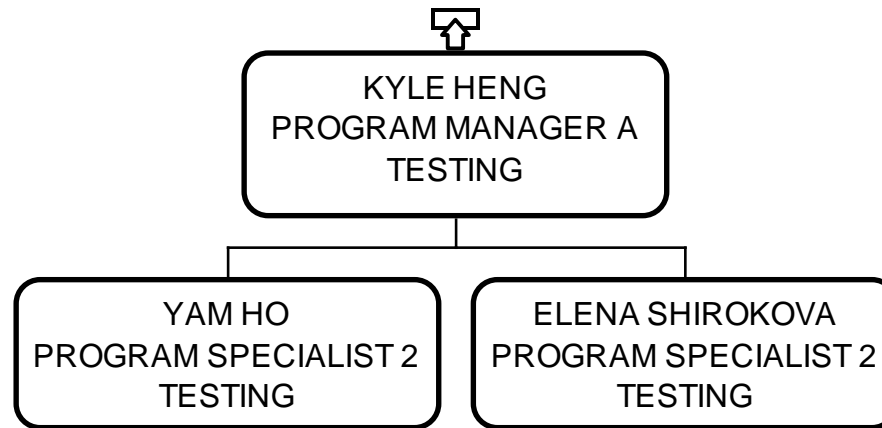 KYLE HENG
PROGRAM MANAGER A
TESTING
YAM HO
PROGRAM SPECIALIST 2
TESTING
ELENA SHIROKOVA
PROGRAM SPECIALIST 2
TESTING